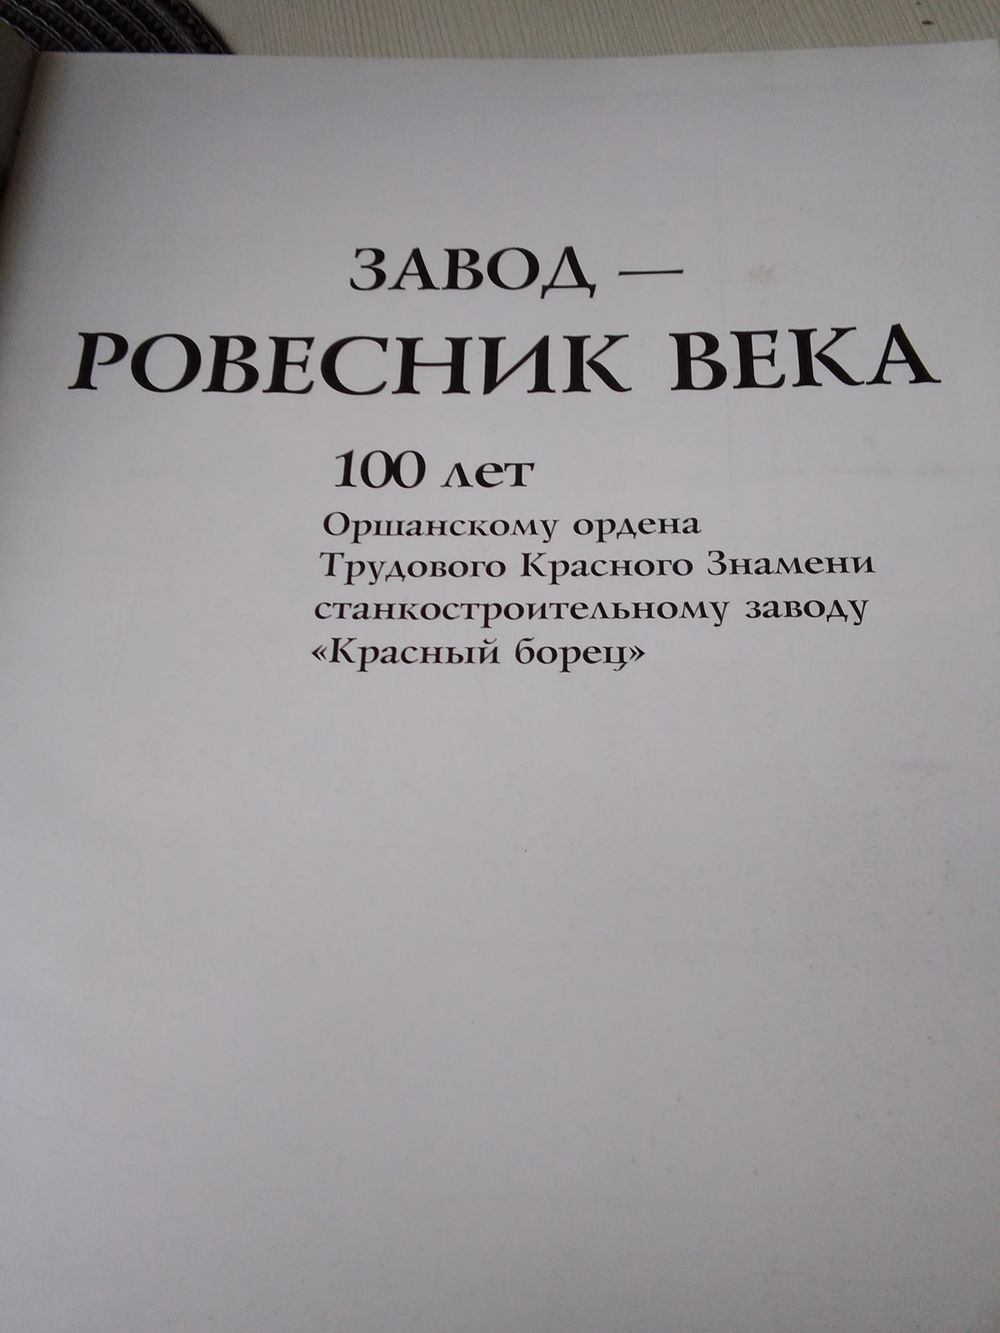 ЗАВОД —
РОВЕСНИК ВЕКА
100 лет
Оршанскому ордена
Трудового Красного Знамени
станкостроительному заводу
«Красный борец»